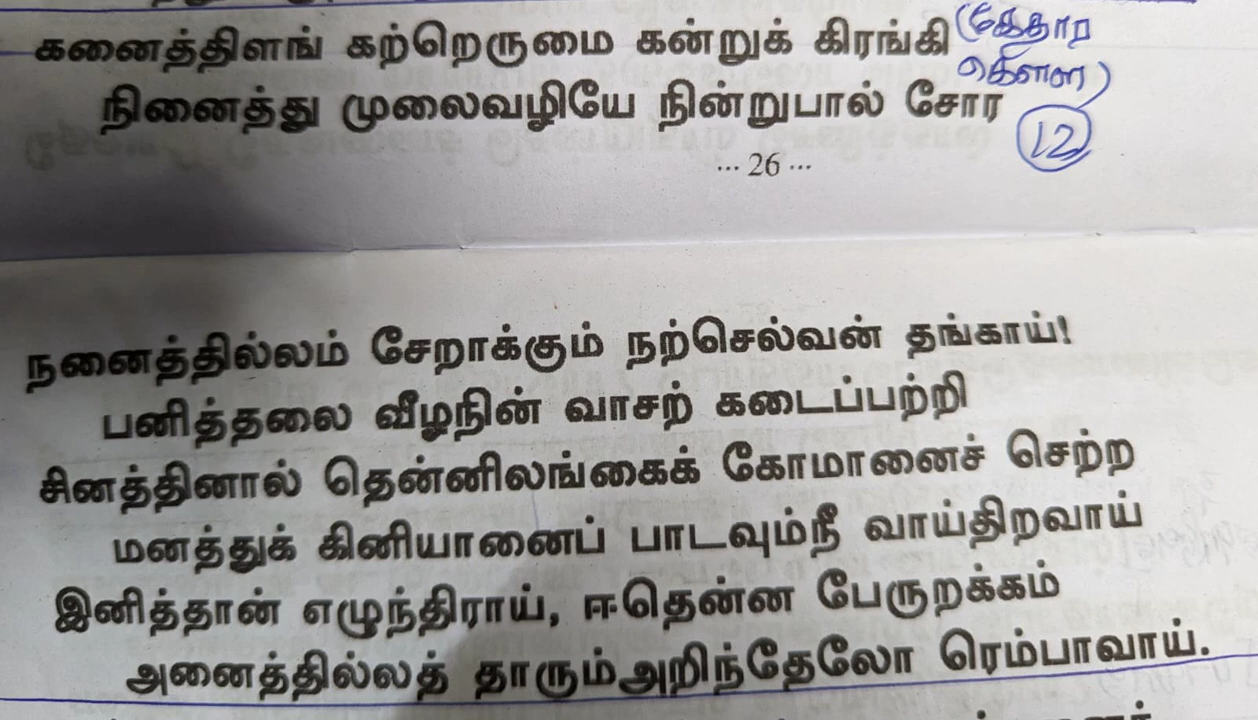 கனைத்திளங் கற்றெருமை கன்றுக் கிரங்கி (கேதார
கௌள)
நினைத்து முலைவழியே நின்றுபால் சோர
12
... 26 ...
நனைத்தில்லம் சேறாக்கும் நற்செல்வன் தங்காய்!
பனித்தலை வீழநின் வாசற் கடைப்பற்றி
சினத்தினால் தென்னிலங்கைக் கோமானைச் செற்ற
மனத்துக் கினியானைப் பாடவும்நீ வாய்திறவாய்
இனித்தான் எழுந்திராய், ஈதென்ன பேருறக்கம்
அனைத்தில்லத் தாரும்அறிந்தேலோ ரெம்பாவாய்.